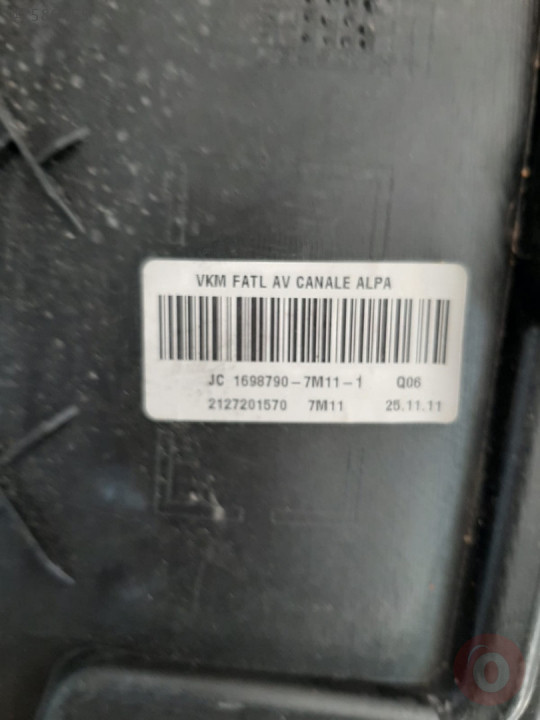 VKM FATL AV CANALE ALPA
JC 1698790-7M11-1 Q06
2127201570 7M11 25.11.11